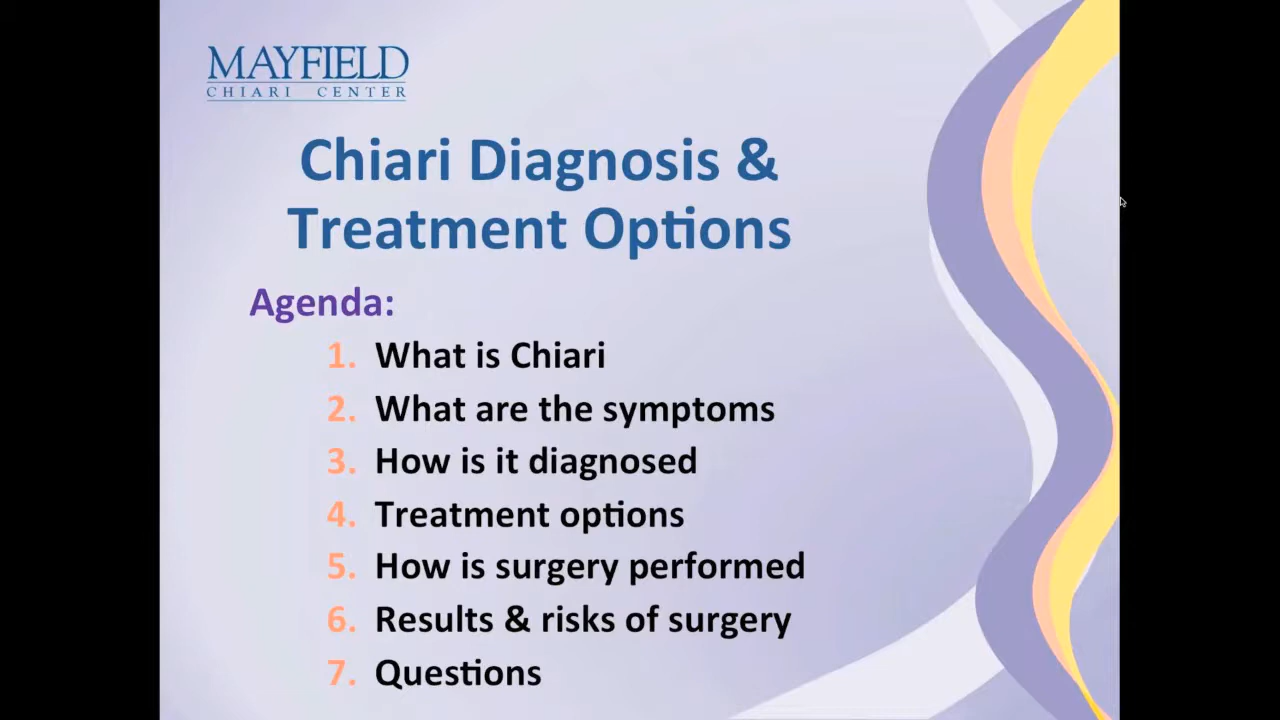 MAYFIELD
CHIARI CENTER
Chiari Diagnosis &
Treatment Options
Agenda:
1. What is Chiari
2. What are the symptoms
3. How is it diagnosed
4. Treatment options
5. How is surgery performed
6. Results & risks of surgery
7. Questions